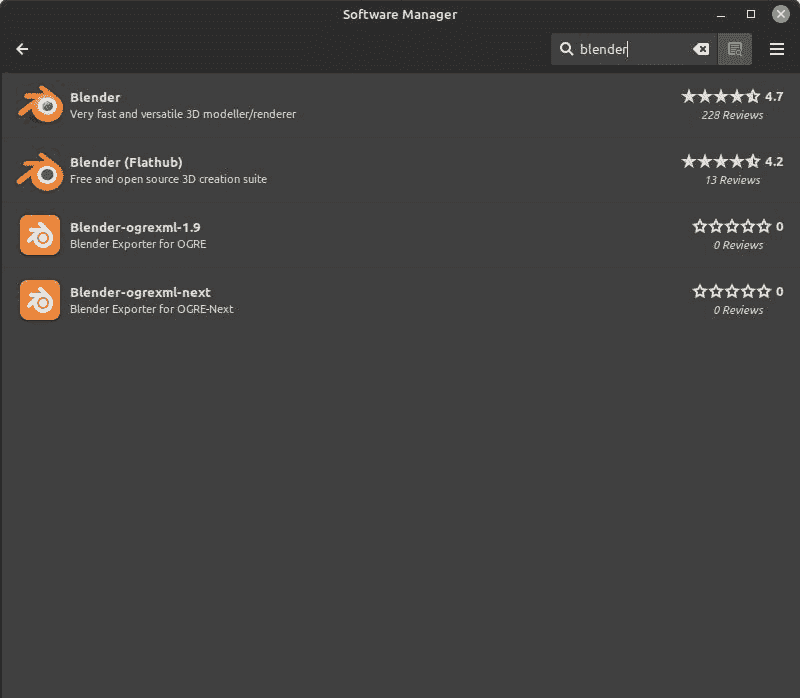 Software Manager
blender
Blender
4.7
Very fast and versatile 3D modeller/renderer
228 Reviews
Blender (Flathub)
4.2
Free and open source 3D creation suite
13 Reviews
Blender-ogrexml-1.9
0
Blender Exporter for OGRE
0 Reviews
Blender-ogrexml-next
0
Blender Exporter for OGRE-Next
0 Reviews